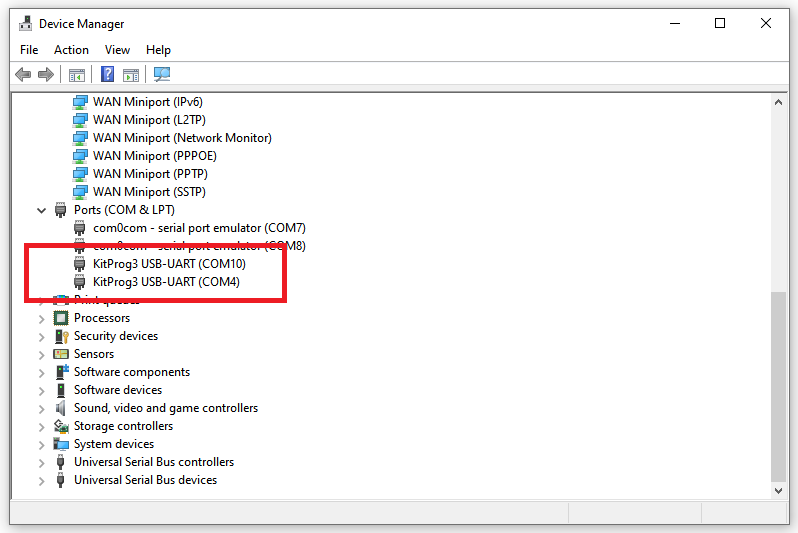 Device Manager
File Action View Help
WAN Miniport (IPv6)
WAN Miniport (L2TP)
WAN Miniport (Network Monitor)
WAN Miniport (PPPOE)
WAN Miniport (PPTP)
WAN Miniport (SSTP)
Ports (COM & LPT)
com0com - serial port emulator (COM7)
com0com - serial port emulator (COM8)
KitProg3 USB-UART (COM10)
KitProg3 USB-UART (COM4)
Print queues
Processors
Security devices
Sensors
Software components
Software devices
Sound, video and game controllers
Storage controllers
System devices
Universal Serial Bus controllers
Universal Serial Bus devices